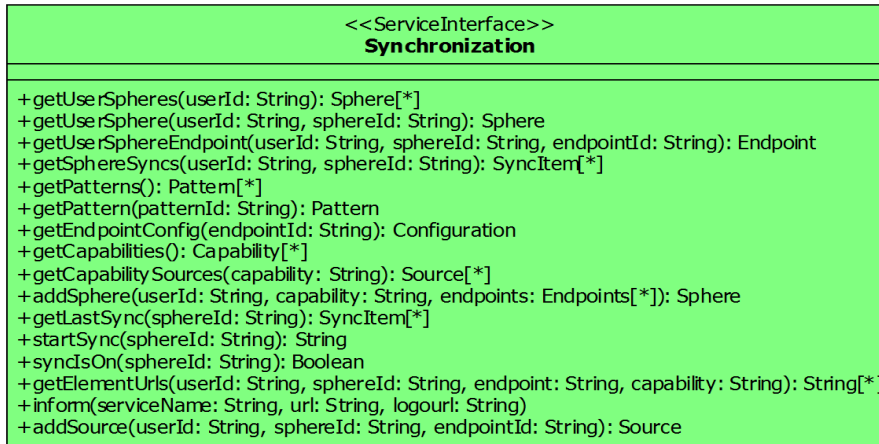 <<ServiceInterface>>
Synchronization
+getUserSpheres(userId: String): Sphere[*]
+getUserSphere(userId: String, sphereId: String): Sphere
+getUserSphereEndpoint(userId: String, sphereId: String, endpointId: String): Endpoint
+getSphereSyncs(userId: String, sphereId: String): SyncItem[*]
+getPatterns(): Pattern[*]
+getPattern(patternId: String): Pattern
+getEndpointConfig(endpointId: String): Configuration
+getCapabilities(): Capability[*]
+getCapabilitySources(capability: String): Source[*]
+addSphere(userId: String, capability: String, endpoints: Endpoints[*]): Sphere
+getLastSync(sphereId: String): SyncItem[*]
+startSync(sphereId: String): String
+syncIsOn(sphereId: String): Boolean
+getElementUrls(userId: String, sphereId: String, endpoint: String, capability: String): String[*]
+inform(serviceName: String, url: String, logourl: String)
+addSource(userId: String, sphereId: String, endpointId: String): Source